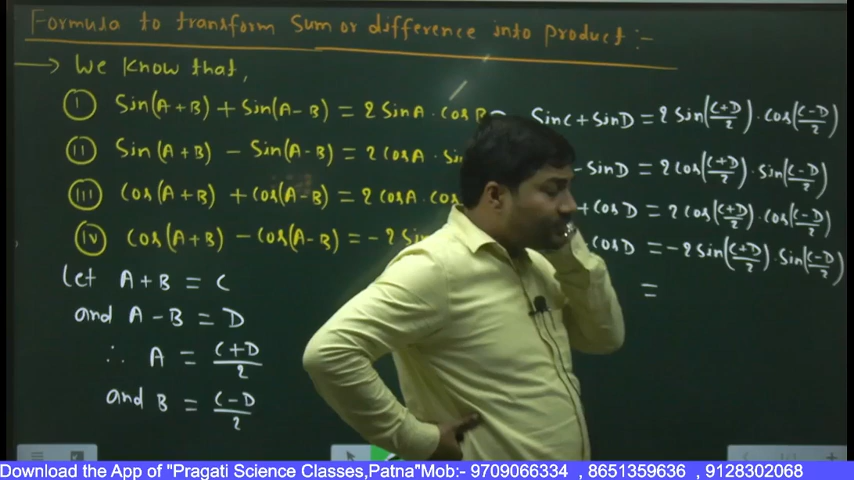 Formula to transform Sum or difference into product:-
→ We know that,
(i) Sin(A+B) + Sin(A-B) = 2 SinA · CosB
(ii) Sin(A+B) - Sin(A-B) = 2 CosA · Sin
(iii) Cos(A+B) + Cos(A-B) = 2 CosA · Cos
(iv) Cos(A+B) - Cos(A-B) = -2 Sin
Let A+B = C
and A-B = D
∴ A = (C+D)/2
and B = (C-D)/2
SinC + SinD = 2 Sin((C+D)/2) · Cos((C-D)/2)
- SinD = 2 Cos((C+D)/2) · Sin((C-D)/2)
+ CosD = 2 Cos((C+D)/2) · Cos((C-D)/2)
CosD = -2 Sin((C+D)/2) · Sin((C-D)/2)
=
Download the App of "Pragati Science Classes,Patna"Mob:- 9709066334 , 8651359636 , 9128302068